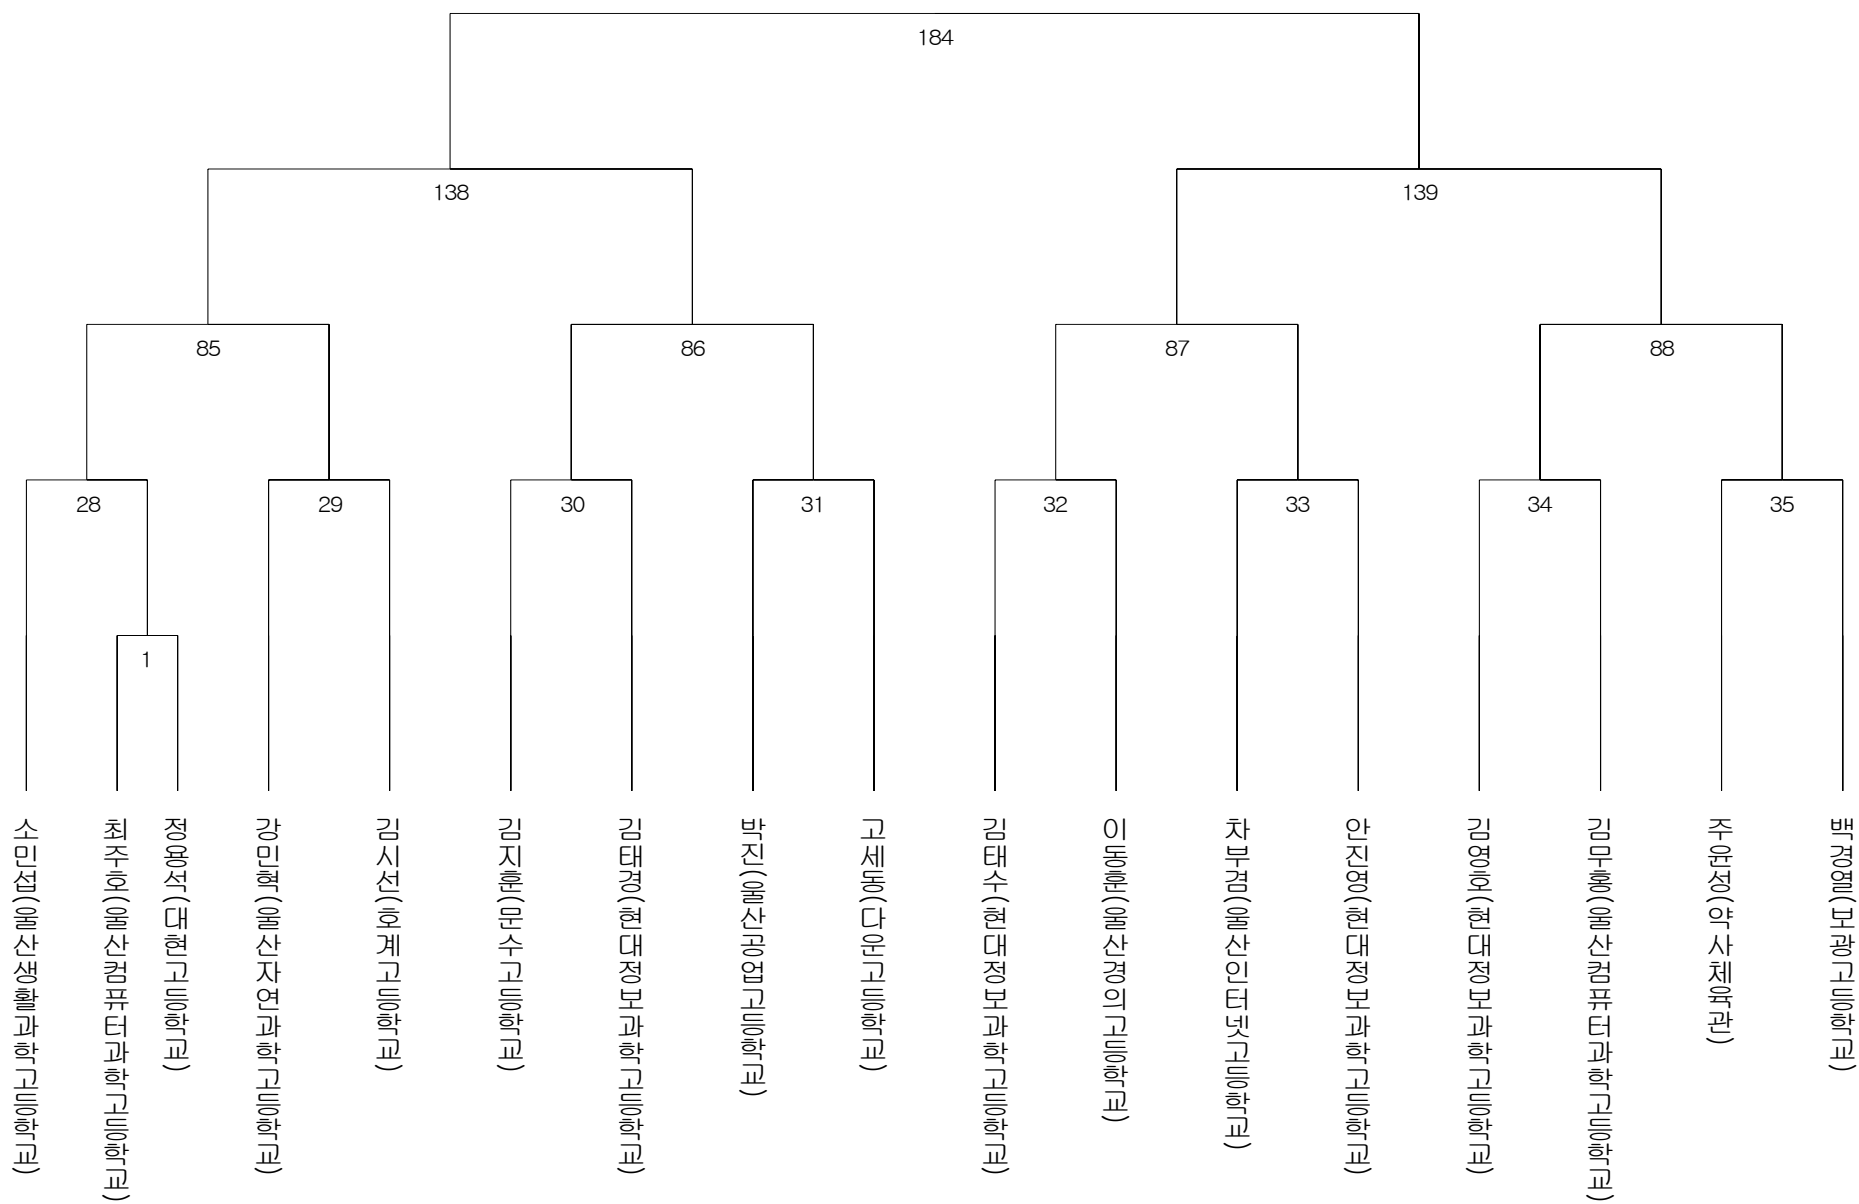 184
138
139
85
86
87
88
28
29
30
31
32
33
34
35
1
소민섭(울산생활과학고등학교)
최주호(울산컴퓨터과학고등학교)
정용석(대현고등학교)
강민혁(울산자연과학고등학교)
김시선(호계고등학교)
김지훈(문수고등학교)
김태경(현대정보과학고등학교)
박진(울산공업고등학교)
고세동(다운고등학교)
김태수(현대정보과학고등학교)
이동훈(울산경의고등학교)
차부겸(울산인터넷고등학교)
안진영(현대정보과학고등학교)
김영호(현대정보과학고등학교)
김무홍(울산컴퓨터과학고등학교)
주윤성(약사체육관)
백경열(보광고등학교)